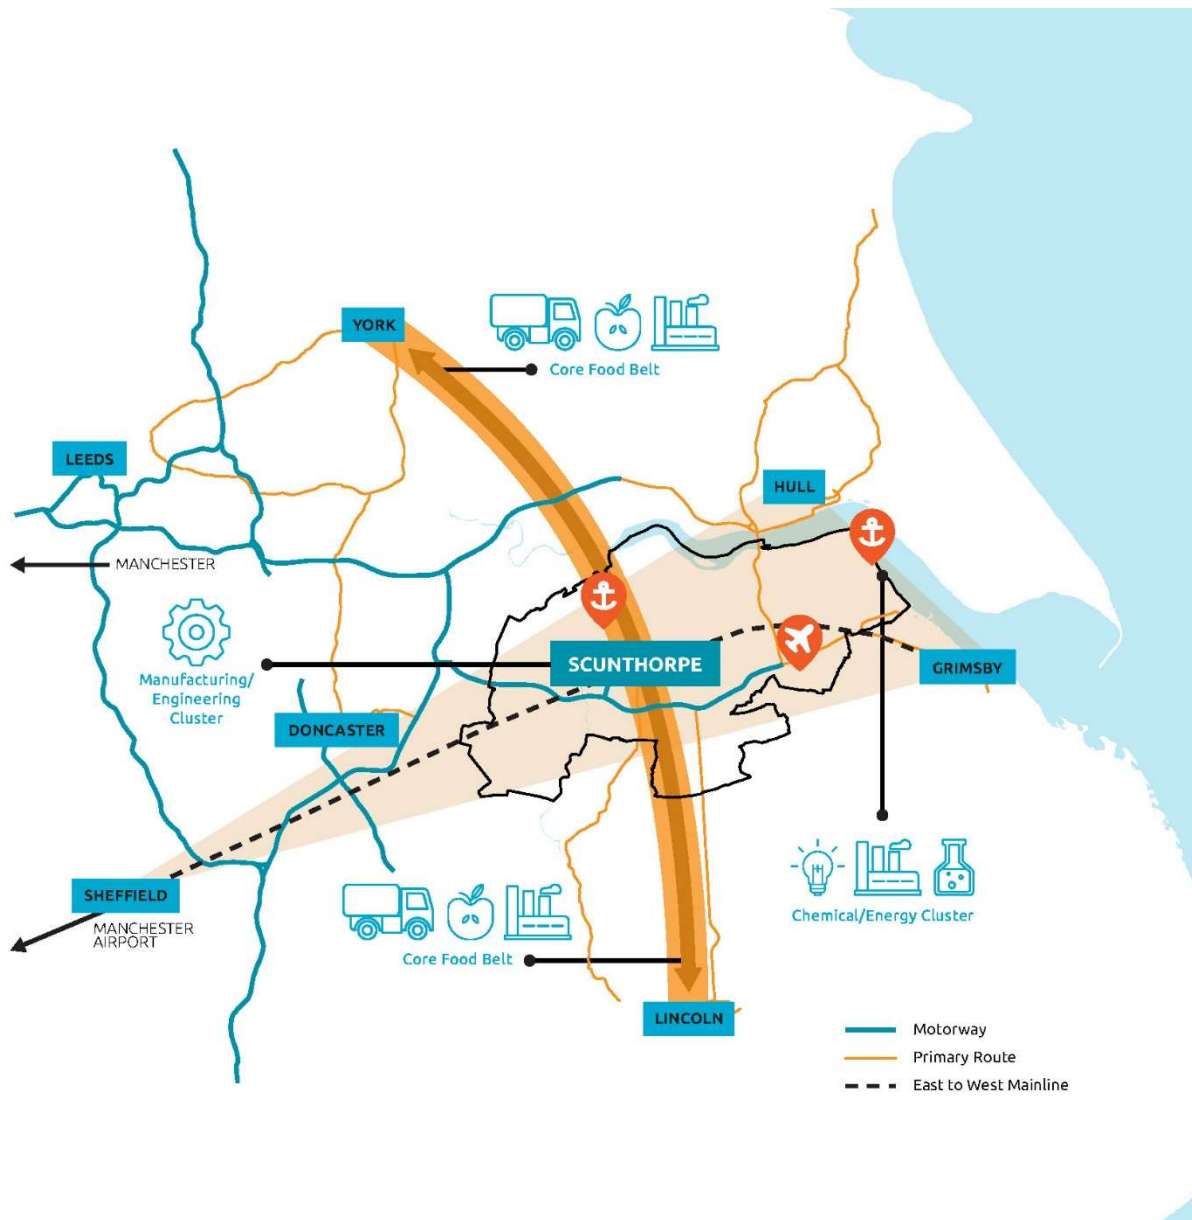 YORK
Core Food Belt
LEEDS
HULL
MANCHESTER
Manufacturing/
Engineering
Cluster
SCUNTHORPE
GRIMSBY
DONCASTER
SHEFFIELD
MANCHESTER
AIRPORT
Chemical/Energy Cluster
Core Food Belt
LINCOLN
Motorway
Primary Route
East to West Mainline